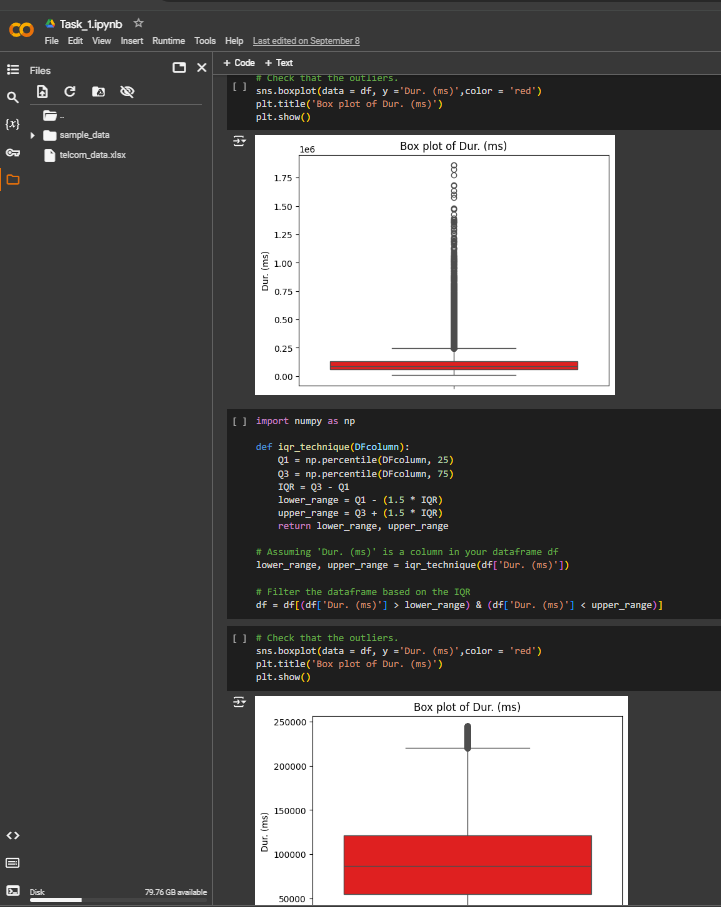 Task_1.ipynb
File Edit View Insert Runtime Tools Help Last edited on September 8
Files
+ Code + Text
{x}
..
sample_data
telcom_data.xlsx
[ ] # Check that the outliers.
sns.boxplot(data = df, y ='Dur. (ms)',color = 'red')
plt.title('Box plot of Dur. (ms)')
plt.show()
1e6 Box plot of Dur. (ms)
1.75
1.50
1.25
1.00
0.75
0.50
0.25
0.00
Dur. (ms)
[ ] import numpy as np
def iqr_technique(DFcolumn):
Q1 = np.percentile(DFcolumn, 25)
Q3 = np.percentile(DFcolumn, 75)
IQR = Q3 - Q1
lower_range = Q1 - (1.5 * IQR)
upper_range = Q3 + (1.5 * IQR)
return lower_range, upper_range
# Assuming 'Dur. (ms)' is a column in your dataframe df
lower_range, upper_range = iqr_technique(df['Dur. (ms)'])
# Filter the dataframe based on the IQR
df = df[(df['Dur. (ms)'] > lower_range) & (df['Dur. (ms)'] < upper_range)]
[ ] # Check that the outliers.
sns.boxplot(data = df, y ='Dur. (ms)',color = 'red')
plt.title('Box plot of Dur. (ms)')
plt.show()
Box plot of Dur. (ms)
250000
200000
150000
100000
50000
Dur. (ms)
Disk 79.76 GB available